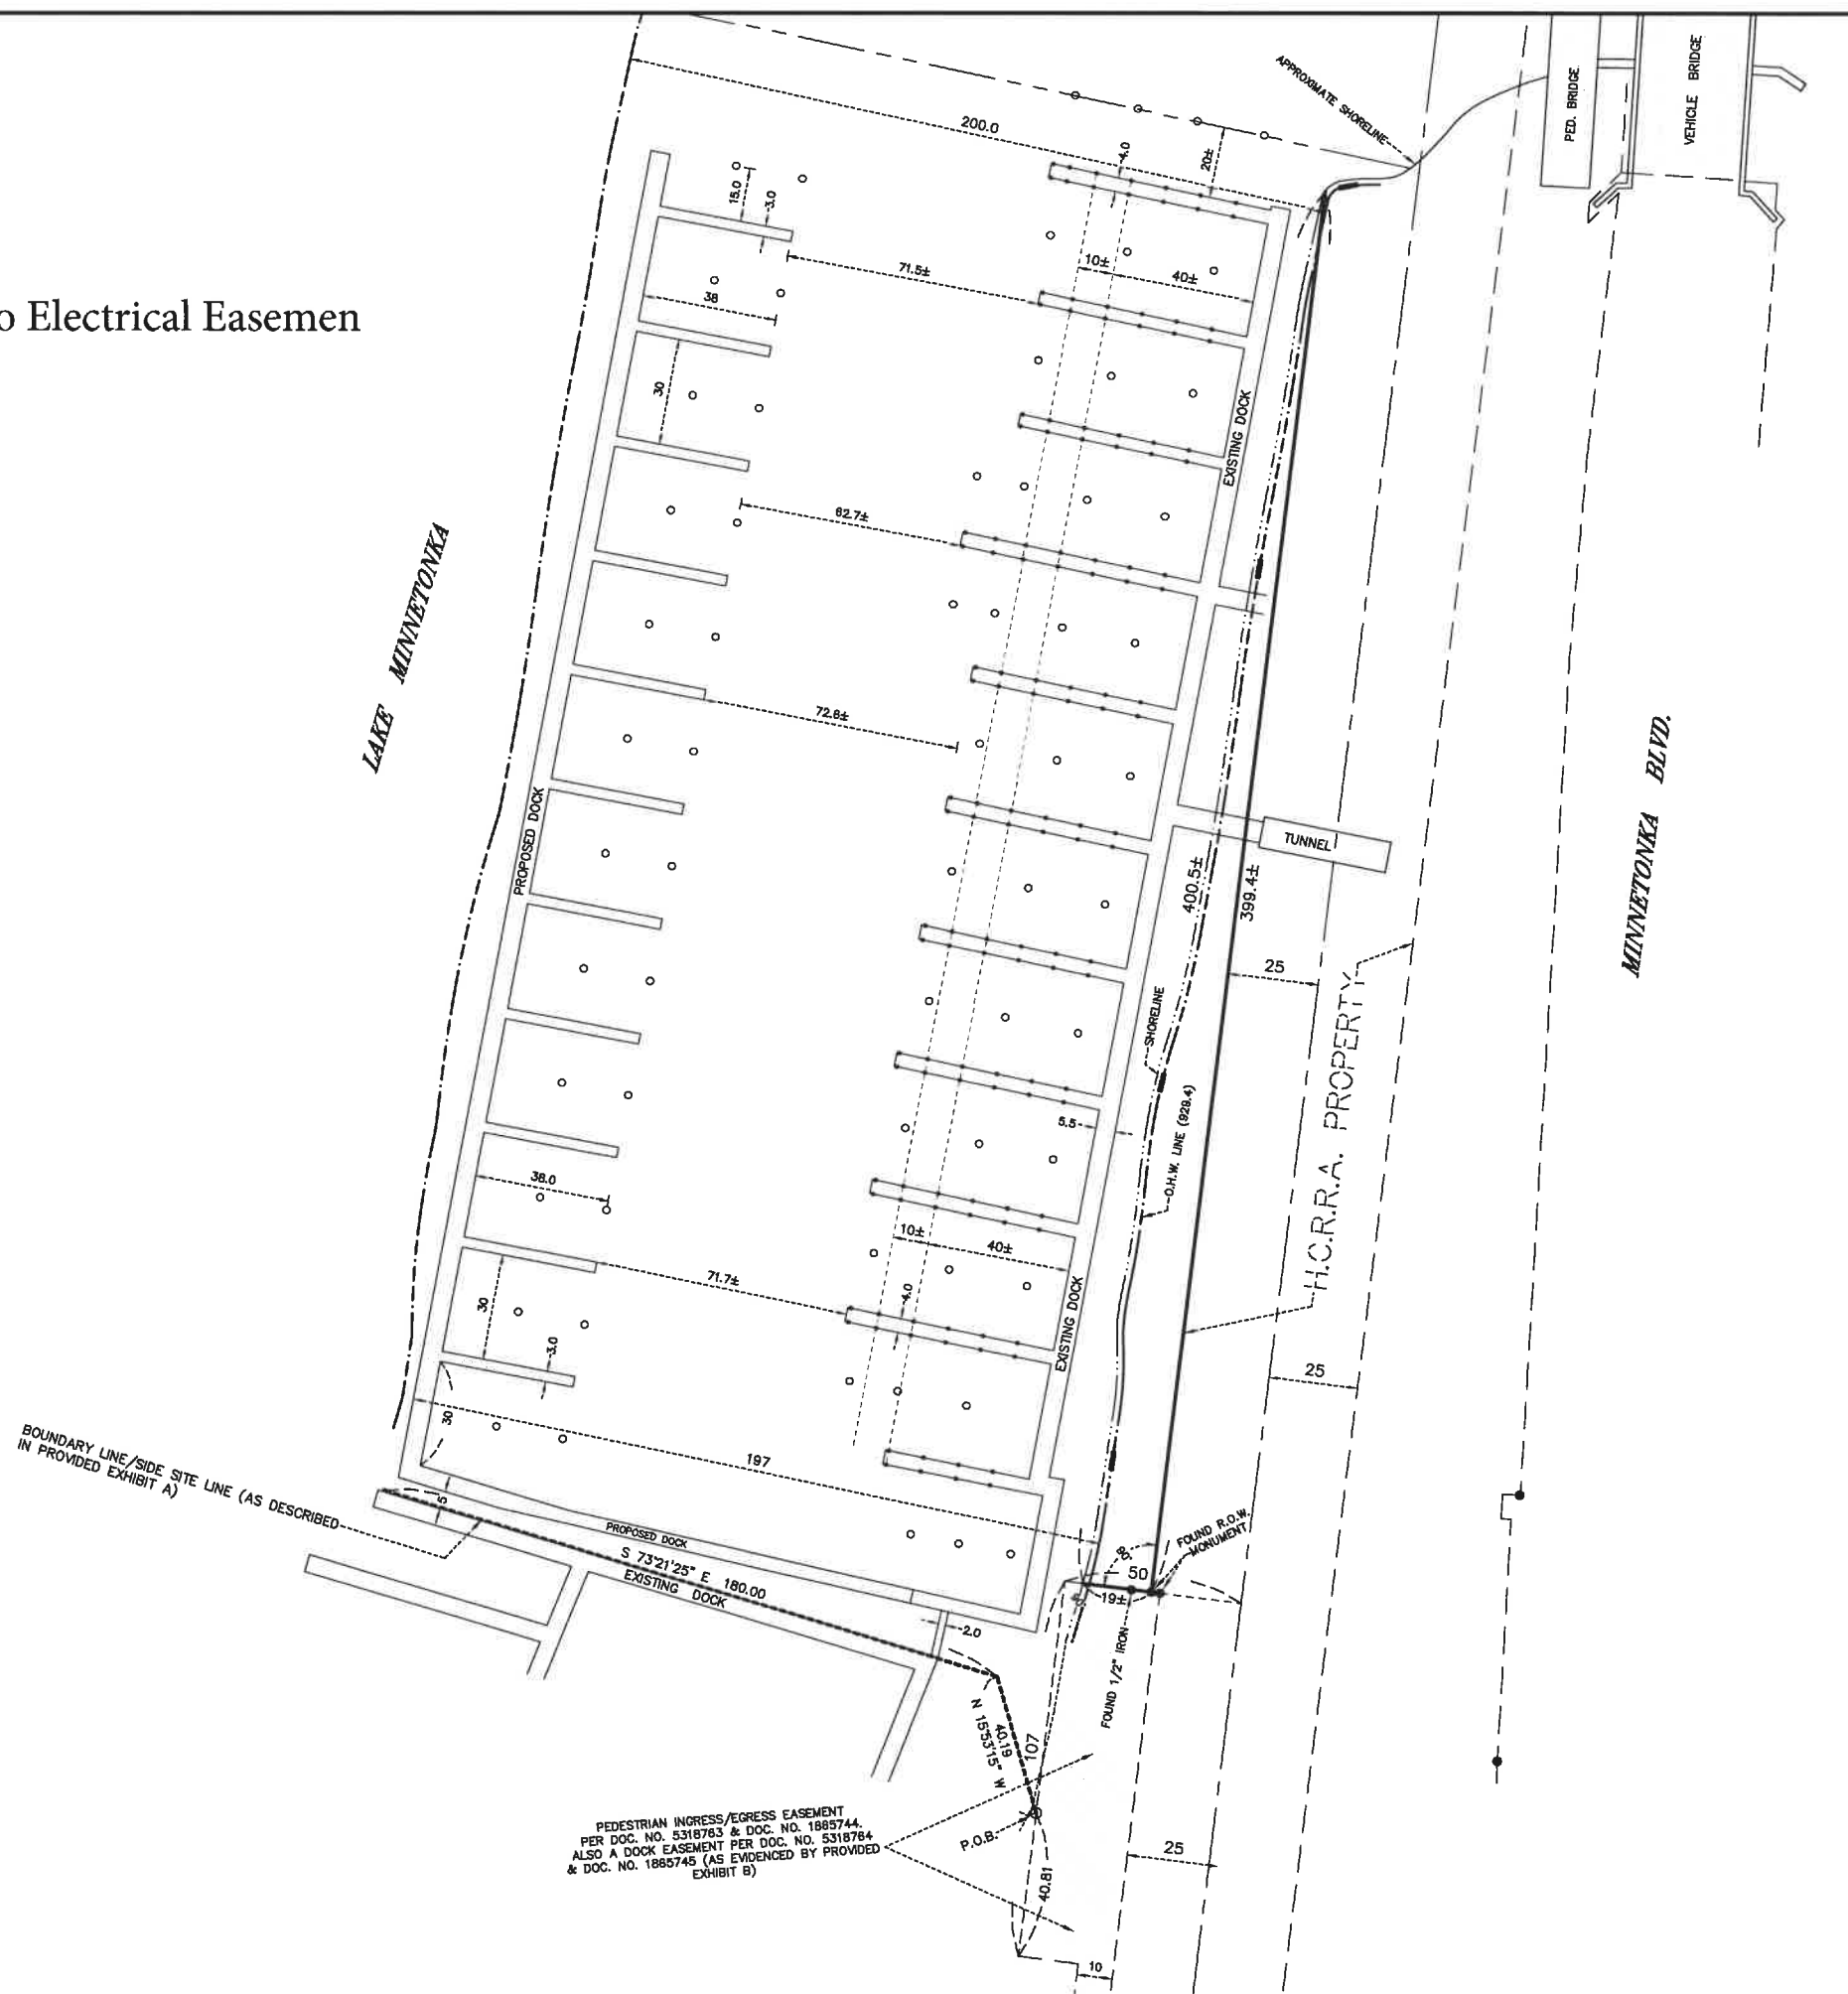 APPROXIMATE SHORELINE
PED. BRIDGE
VEHICLE BRIDGE
200.0
4.0
20±
15.0
3.0
71.5±
10±
40±
38
o Electrical Easemen
30
EXISTING DOCK
62.7±
LAKE MINNETONKA
72.8±
MINNETONKA BLVD.
PROPOSED DOCK
TUNNEL
400.5±
399.4±
25
SHORELINE
H.C.R.R.A. PROPERTY
5.5
O.H.W. LINE (929.4)
38.0
10±
40±
71.7±
4.0
30
3.0
EXISTING DOCK
25
30
BOUNDARY LINE/SIDE SITE LINE (AS DESCRIBED
IN PROVIDED EXHIBIT A)
197
5
PROPOSED DOCK
S 73°21'25" E 180.00
EXISTING DOCK
FOUND R.O.W.
MONUMENT
50
19±
2.0
FOUND 1/2" IRON
40.19
N 15°53'15" W
107
PEDESTRIAN INGRESS/EGRESS EASEMENT
PER DOC. NO. 5318763 & DOC. NO. 1885744.
ALSO A DOCK EASEMENT PER DOC. NO. 5318764
& DOC. NO. 1885745 (AS EVIDENCED BY PROVIDED
EXHIBIT B)
P.O.B.
25
40.81
10